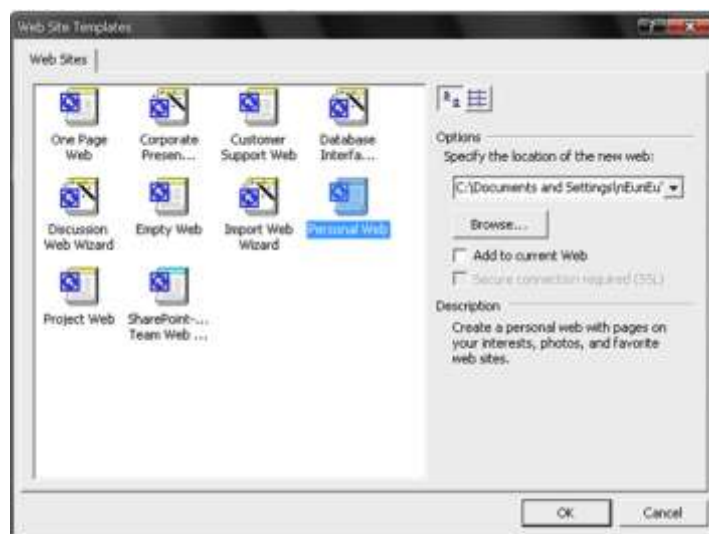 Web Site Templates
Web Sites
One Page
Web
Corporate
Presen...
Customer
Support Web
Database
Interfa...
Discussion
Web Wizard
Empty Web
Import Web
Wizard
Personal Web
Project Web
SharePoint-...
Team Web ...
Options
Specify the location of the new web:
C:\Documents and Settings\
Browse...
Add to current Web
Secure connection required (SSL)
Description
Create a personal web with pages on
your interests, photos, and favorite
web sites.
OK
Cancel